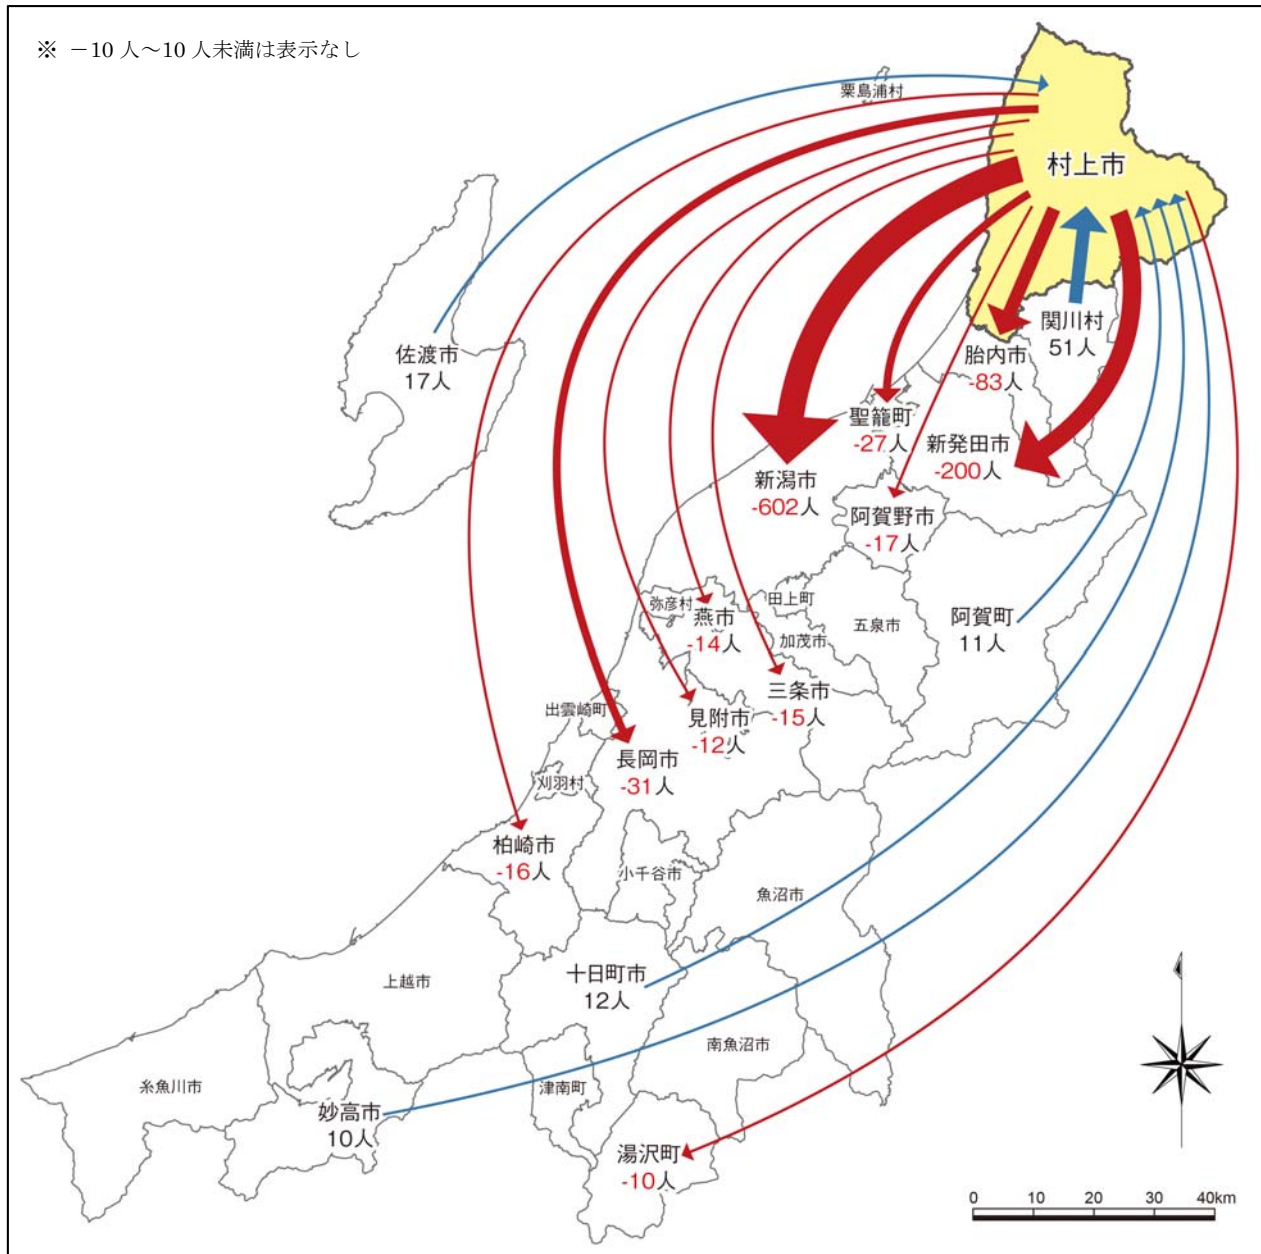 ※ －10 人～10 人未満は表示なし
粟島浦村
村上市
関川村
51人
佐渡市
17人
胎内市
-83人
聖籠町
-27人
新発田市
-200人
新潟市
-602人
阿賀野市
-17人
弥彦村
燕市
-14人
田上町
加茂市
五泉市
阿賀町
11人
三条市
-15人
出雲崎町
見附市
-12人
長岡市
-31人
刈羽村
柏崎市
-16人
小千谷市
魚沼市
上越市
十日町市
12人
南魚沼市
糸魚川市
津南町
妙高市
10人
湯沢町
-10人
0 10 20 30 40km